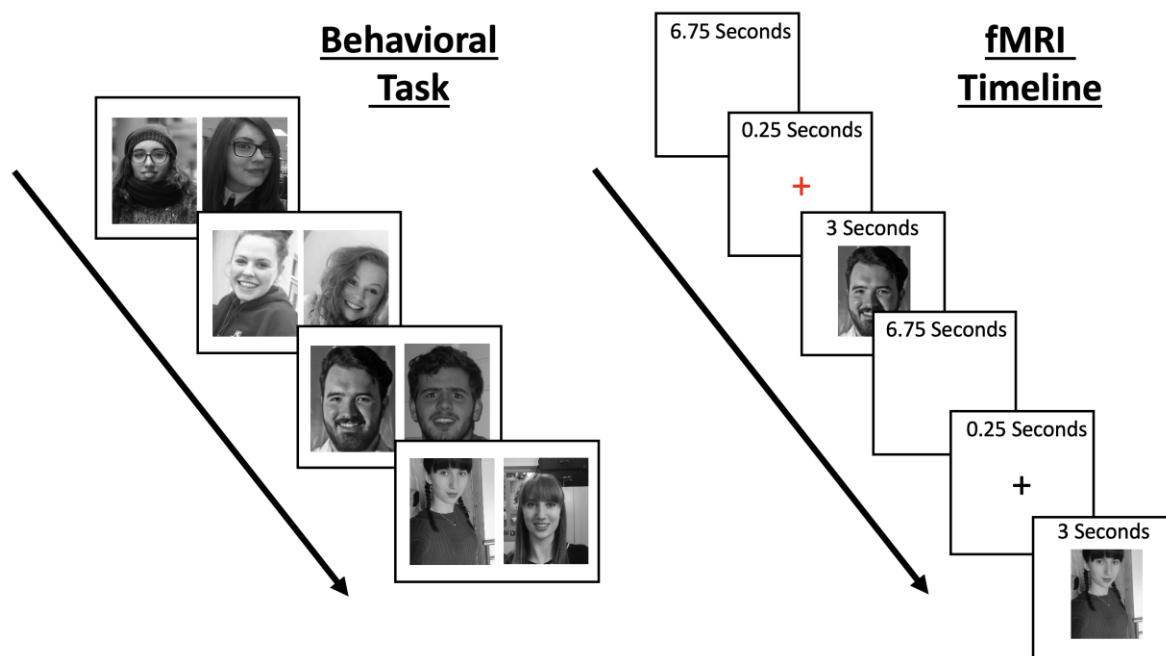 Behavioral
Task
fMRI
Timeline
6.75 Seconds
0.25 Seconds
+
3 Seconds
6.75 Seconds
0.25 Seconds
+
3 Seconds